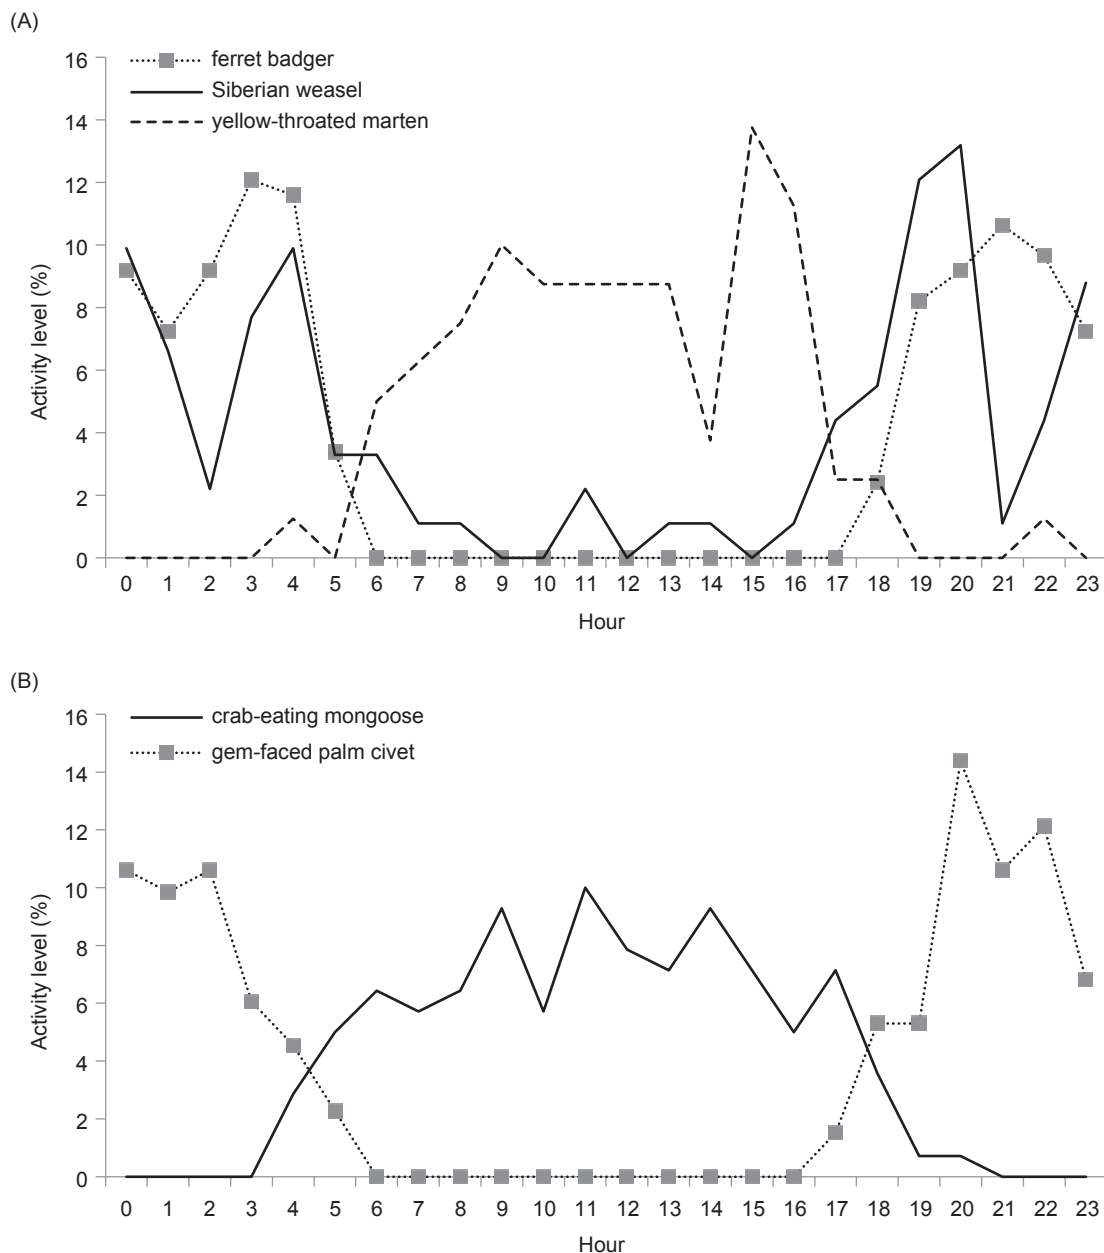 (A)
16
14
12
10
8
6
4
2
0
Activity level (%)
ferret badger
Siberian weasel
yellow-throated marten
0 1 2 3 4 5 6 7 8 9 10 11 12 13 14 15 16 17 18 19 20 21 22 23
Hour
(B)
16
14
12
10
8
6
4
2
0
Activity level (%)
crab-eating mongoose
gem-faced palm civet
0 1 2 3 4 5 6 7 8 9 10 11 12 13 14 15 16 17 18 19 20 21 22 23
Hour